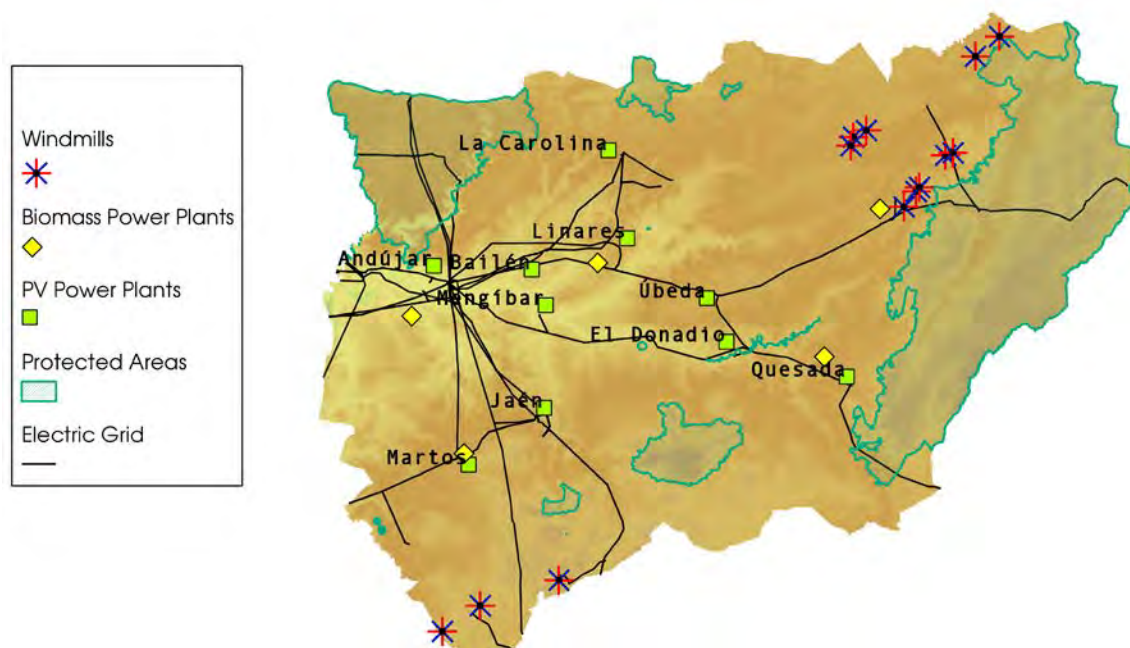 Windmills
Biomass Power Plants
PV Power Plants
Protected Areas
Electric Grid
La Carolina
Linares
Andújar
Bailén
Mengíbar
Úbeda
El Donadio
Quesada
Jaén
Martos